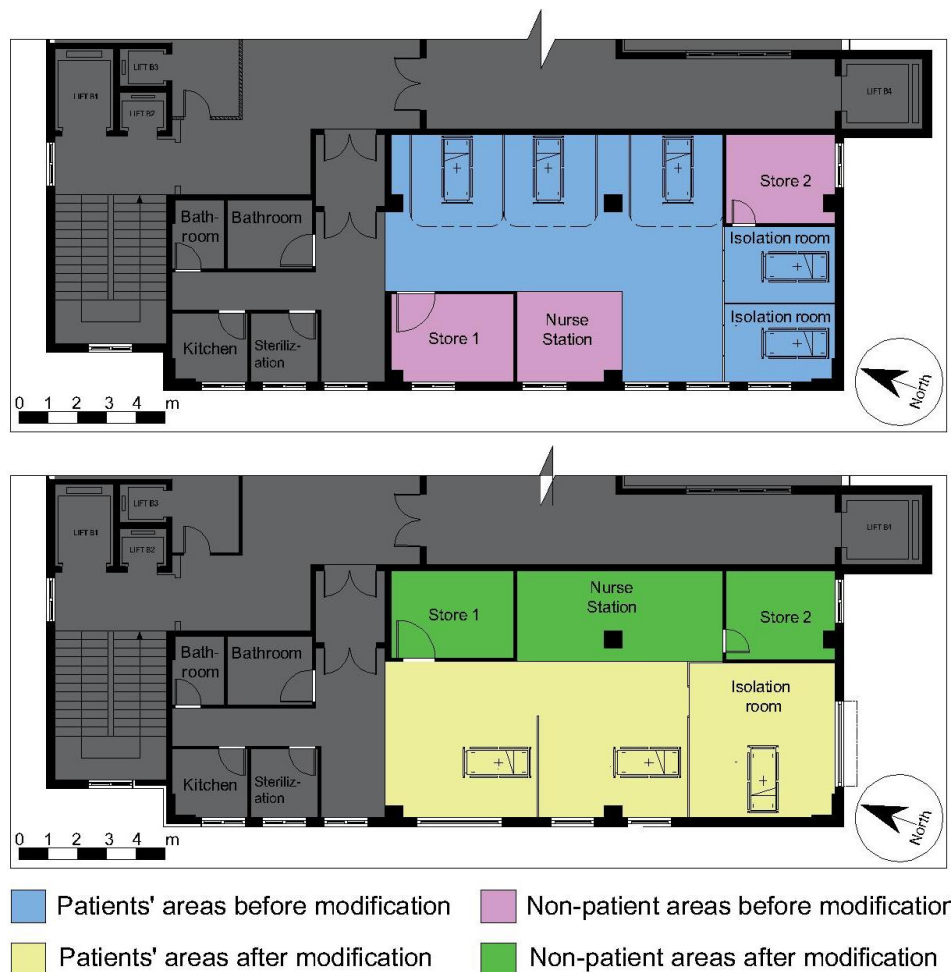 LIFT B1
LIFT B3
LIFT B2
LIFT B4
Store 2
Bath-
room
Bathroom
Isolation room
Isolation room
Kitchen
Steriliz-
ation
Store 1
Nurse
Station
0 1 2 3 4 m
North
LIFT B1
LIFT B3
LIFT B2
LIFT B4
Store 1
Nurse
Station
Store 2
Bath-
room
Bathroom
Isolation
room
Kitchen
Steriliz-
ation
0 1 2 3 4 m
North
Patients' areas before modification
Non-patient areas before modification
Patients' areas after modification
Non-patient areas after modification